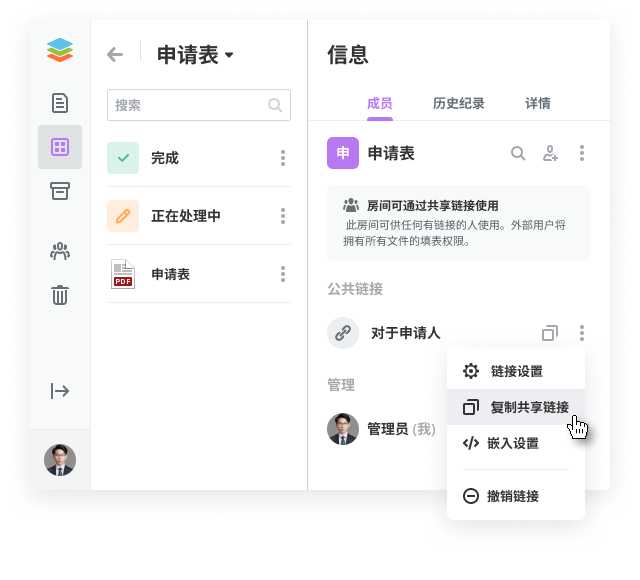 申请表
搜索
完成
正在处理中
PDF
申请表
信息
成员
历史纪录
详情
申
申请表
房间可通过共享链接使用
此房间可供任何有链接的人使用。外部用户将
拥有所有文件的填表权限。
公共链接
对于申请人
管理
管理员 (我)
链接设置
复制共享链接
嵌入设置
撤销链接